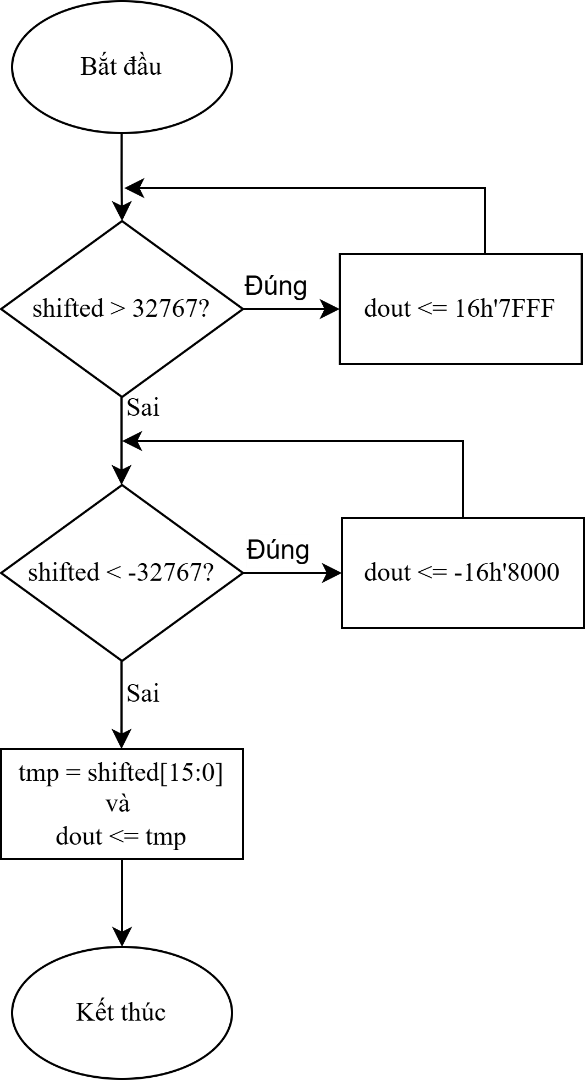 Bắt đầu
shifted > 32767?
Đúng
dout <= 16h'7FFF
Sai
shifted < -32767?
Đúng
dout <= -16h'8000
Sai
tmp = shifted[15:0]
và
dout <= tmp
Kết thúc